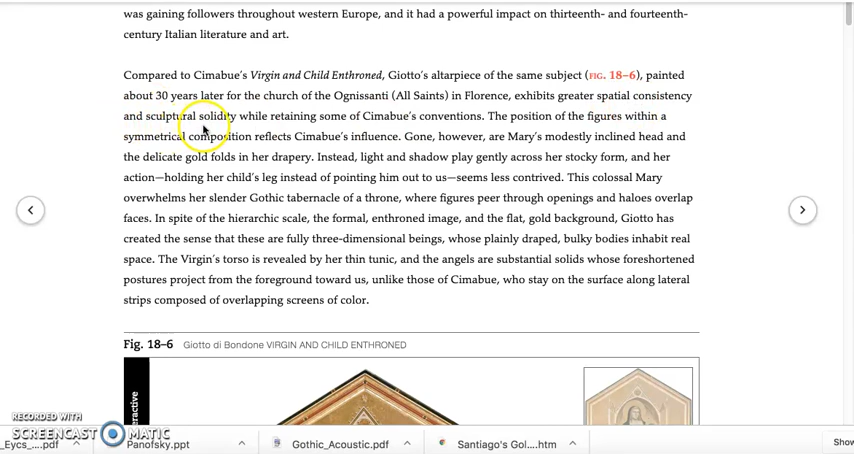 was gaining followers throughout western Europe, and it had a powerful impact on thirteenth- and fourteenth-
century Italian literature and art.
Compared to Cimabue's Virgin and Child Enthroned, Giotto's altarpiece of the same subject (FIG. 18–6), painted
about 30 years later for the church of the Ognissanti (All Saints) in Florence, exhibits greater spatial consistency
and sculptural solidity while retaining some of Cimabue's conventions. The position of the figures within a
symmetrical composition reflects Cimabue's influence. Gone, however, are Mary's modestly inclined head and
the delicate gold folds in her drapery. Instead, light and shadow play gently across her stocky form, and her
action—holding her child's leg instead of pointing him out to us—seems less contrived. This colossal Mary
overwhelms her slender Gothic tabernacle of a throne, where figures peer through openings and haloes overlap
faces. In spite of the hierarchic scale, the formal, enthroned image, and the flat, gold background, Giotto has
created the sense that these are fully three-dimensional beings, whose plainly draped, bulky bodies inhabit real
space. The Virgin's torso is revealed by her thin tunic, and the angels are substantial solids whose foreshortened
postures project from the foreground toward us, unlike those of Cimabue, who stay on the surface along lateral
strips composed of overlapping screens of color.
Fig. 18–6 Giotto di Bondone VIRGIN AND CHILD ENTHRONED
eractive
RECORDED WITH
SCREENCAST MATIC
_Eycs_....pdf
Panofsky.ppt
Gothic_Acoustic.pdf
Santiago's Gol....htm
Show